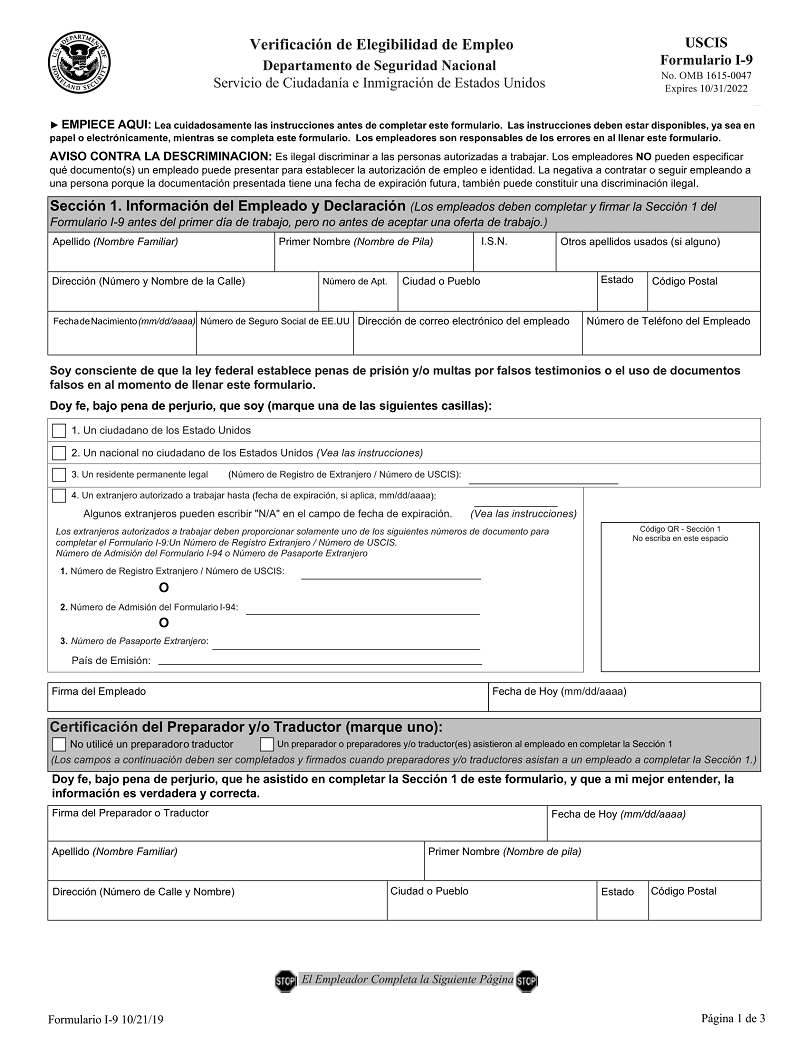 U.S. DEPARTMENT OF HOMELAND SECURITY
Verificación de Elegibilidad de Empleo
Departamento de Seguridad Nacional
Servicio de Ciudadanía e Inmigración de Estados Unidos
USCIS
Formulario I-9
No. OMB 1615-0047
Expires 10/31/2022
► EMPIECE AQUI: Lea cuidadosamente las instrucciones antes de completar este formulario. Las instrucciones deben estar disponibles, ya sea en
papel o electrónicamente, mientras se completa este formulario. Los empleadores son responsables de los errores en al llenar este formulario.
AVISO CONTRA LA DESCRIMINACION: Es ilegal discriminar a las personas autorizadas a trabajar. Los empleadores NO pueden especificar
qué documento(s) un empleado puede presentar para establecer la autorización de empleo e identidad. La negativa a contratar o seguir empleando a
una persona porque la documentación presentada tiene una fecha de expiración futura, también puede constituir una discriminación ilegal.
Sección 1. Información del Empleado y Declaración (Los empleados deben completar y firmar la Sección 1 del
Formulario I-9 antes del primer día de trabajo, pero no antes de aceptar una oferta de trabajo.)
Apellido (Nombre Familiar) Primer Nombre (Nombre de Pila) I.S.N. Otros apellidos usados (si alguno)
Dirección (Número y Nombre de la Calle) Número de Apt. Ciudad o Pueblo Estado Código Postal
Fecha de Nacimiento (mm/dd/aaaa) Número de Seguro Social de EE.UU Dirección de correo electrónico del empleado Número de Teléfono del Empleado
Soy consciente de que la ley federal establece penas de prisión y/o multas por falsos testimonios o el uso de documentos
falsos en al momento de llenar este formulario.
Doy fe, bajo pena de perjurio, que soy (marque una de las siguientes casillas):
1. Un ciudadano de los Estado Unidos
2. Un nacional no ciudadano de los Estados Unidos (Vea las instrucciones)
3. Un residente permanente legal (Número de Registro de Extranjero / Número de USCIS):
4. Un extranjero autorizado a trabajar hasta (fecha de expiración, si aplica, mm/dd/aaaa):
Algunos extranjeros pueden escribir "N/A" en el campo de fecha de expiración. (Vea las instrucciones)
Los extranjeros autorizados a trabajar deben proporcionar solamente uno de los siguientes números de documento para
completar el Formulario I-9:Un Número de Registro Extranjero / Número de USCIS.
Número de Admisión del Formulario I-94 o Número de Pasaporte Extranjero
1. Número de Registro Extranjero / Número de USCIS:
O
2. Número de Admisión del Formulario I-94:
O
3. Número de Pasaporte Extranjero:
País de Emisión:
Código QR - Sección 1
No escriba en este espacio
Firma del Empleado Fecha de Hoy (mm/dd/aaaa)
Certificación del Preparador y/o Traductor (marque uno):
No utilicé un preparadoro traductor Un preparador o preparadores y/o traductor(es) asistieron al empleado en completar la Sección 1
(Los campos a continuación deben ser completados y firmados cuando preparadores y/o traductores asistan a un empleado a completar la Sección 1.)
Doy fe, bajo pena de perjurio, que he asistido en completar la Sección 1 de este formulario, y que a mi mejor entender, la
información es verdadera y correcta.
Firma del Preparador o Traductor Fecha de Hoy (mm/dd/aaaa)
Apellido (Nombre Familiar) Primer Nombre (Nombre de pila)
Dirección (Número de Calle y Nombre) Ciudad o Pueblo Estado Código Postal
STOP El Empleador Completa la Siguiente Página STOP
Formulario I-9 10/21/19 Página 1 de 3